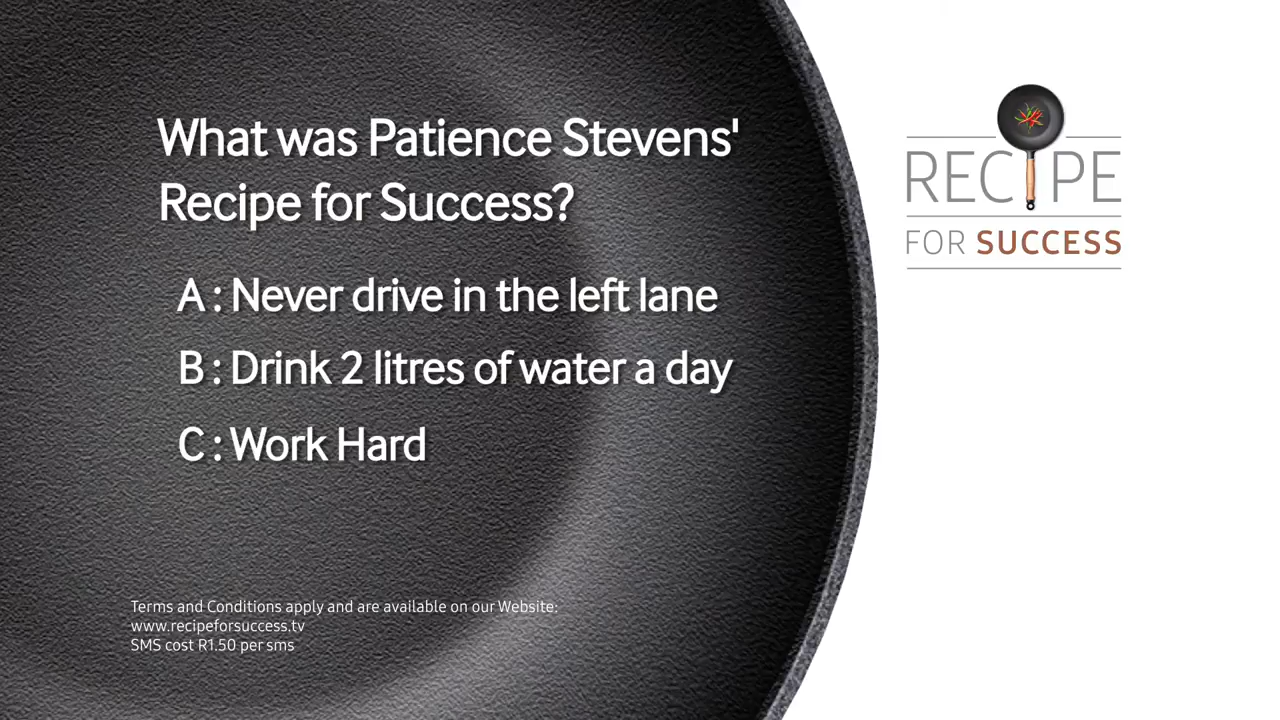 What was Patience Stevens'
Recipe for Success?
A : Never drive in the left lane
B : Drink 2 litres of water a day
C : Work Hard
Terms and Conditions apply and are available on our Website:
www.recipeforsuccess.tv
SMS cost R1.50 per sms
RECIPE
FOR SUCCESS